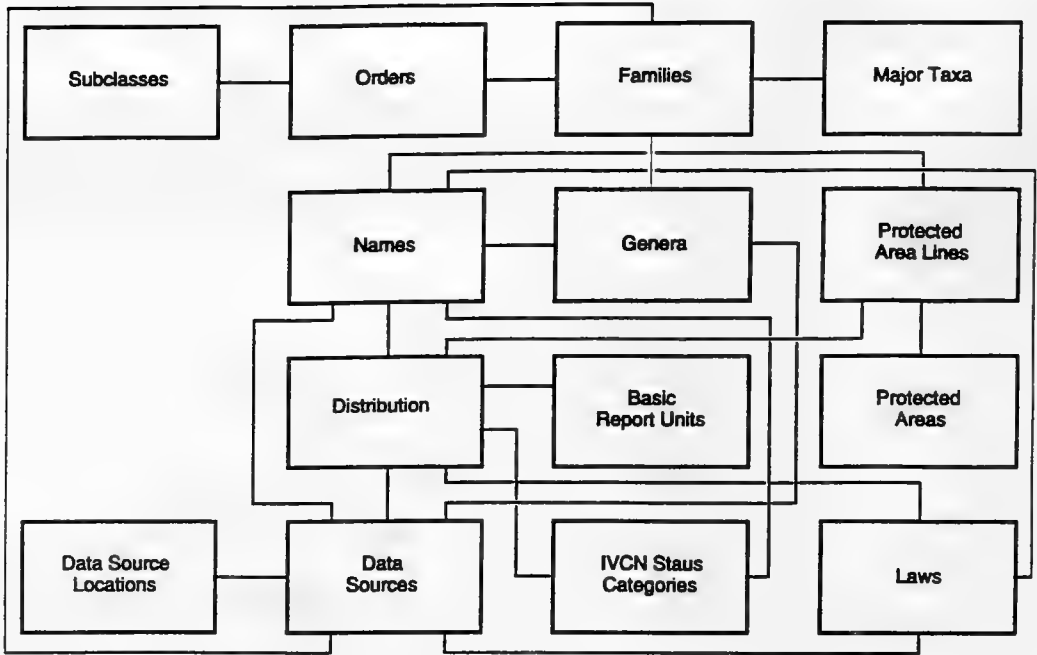 Subclasses
Orders
Families
Major Taxa
Names
Genera
Protected
Area Lines
Distribution
Basic
Report Units
Protected
Areas
Data Source
Locations
Data
Sources
IVCN Staus
Categories
Laws